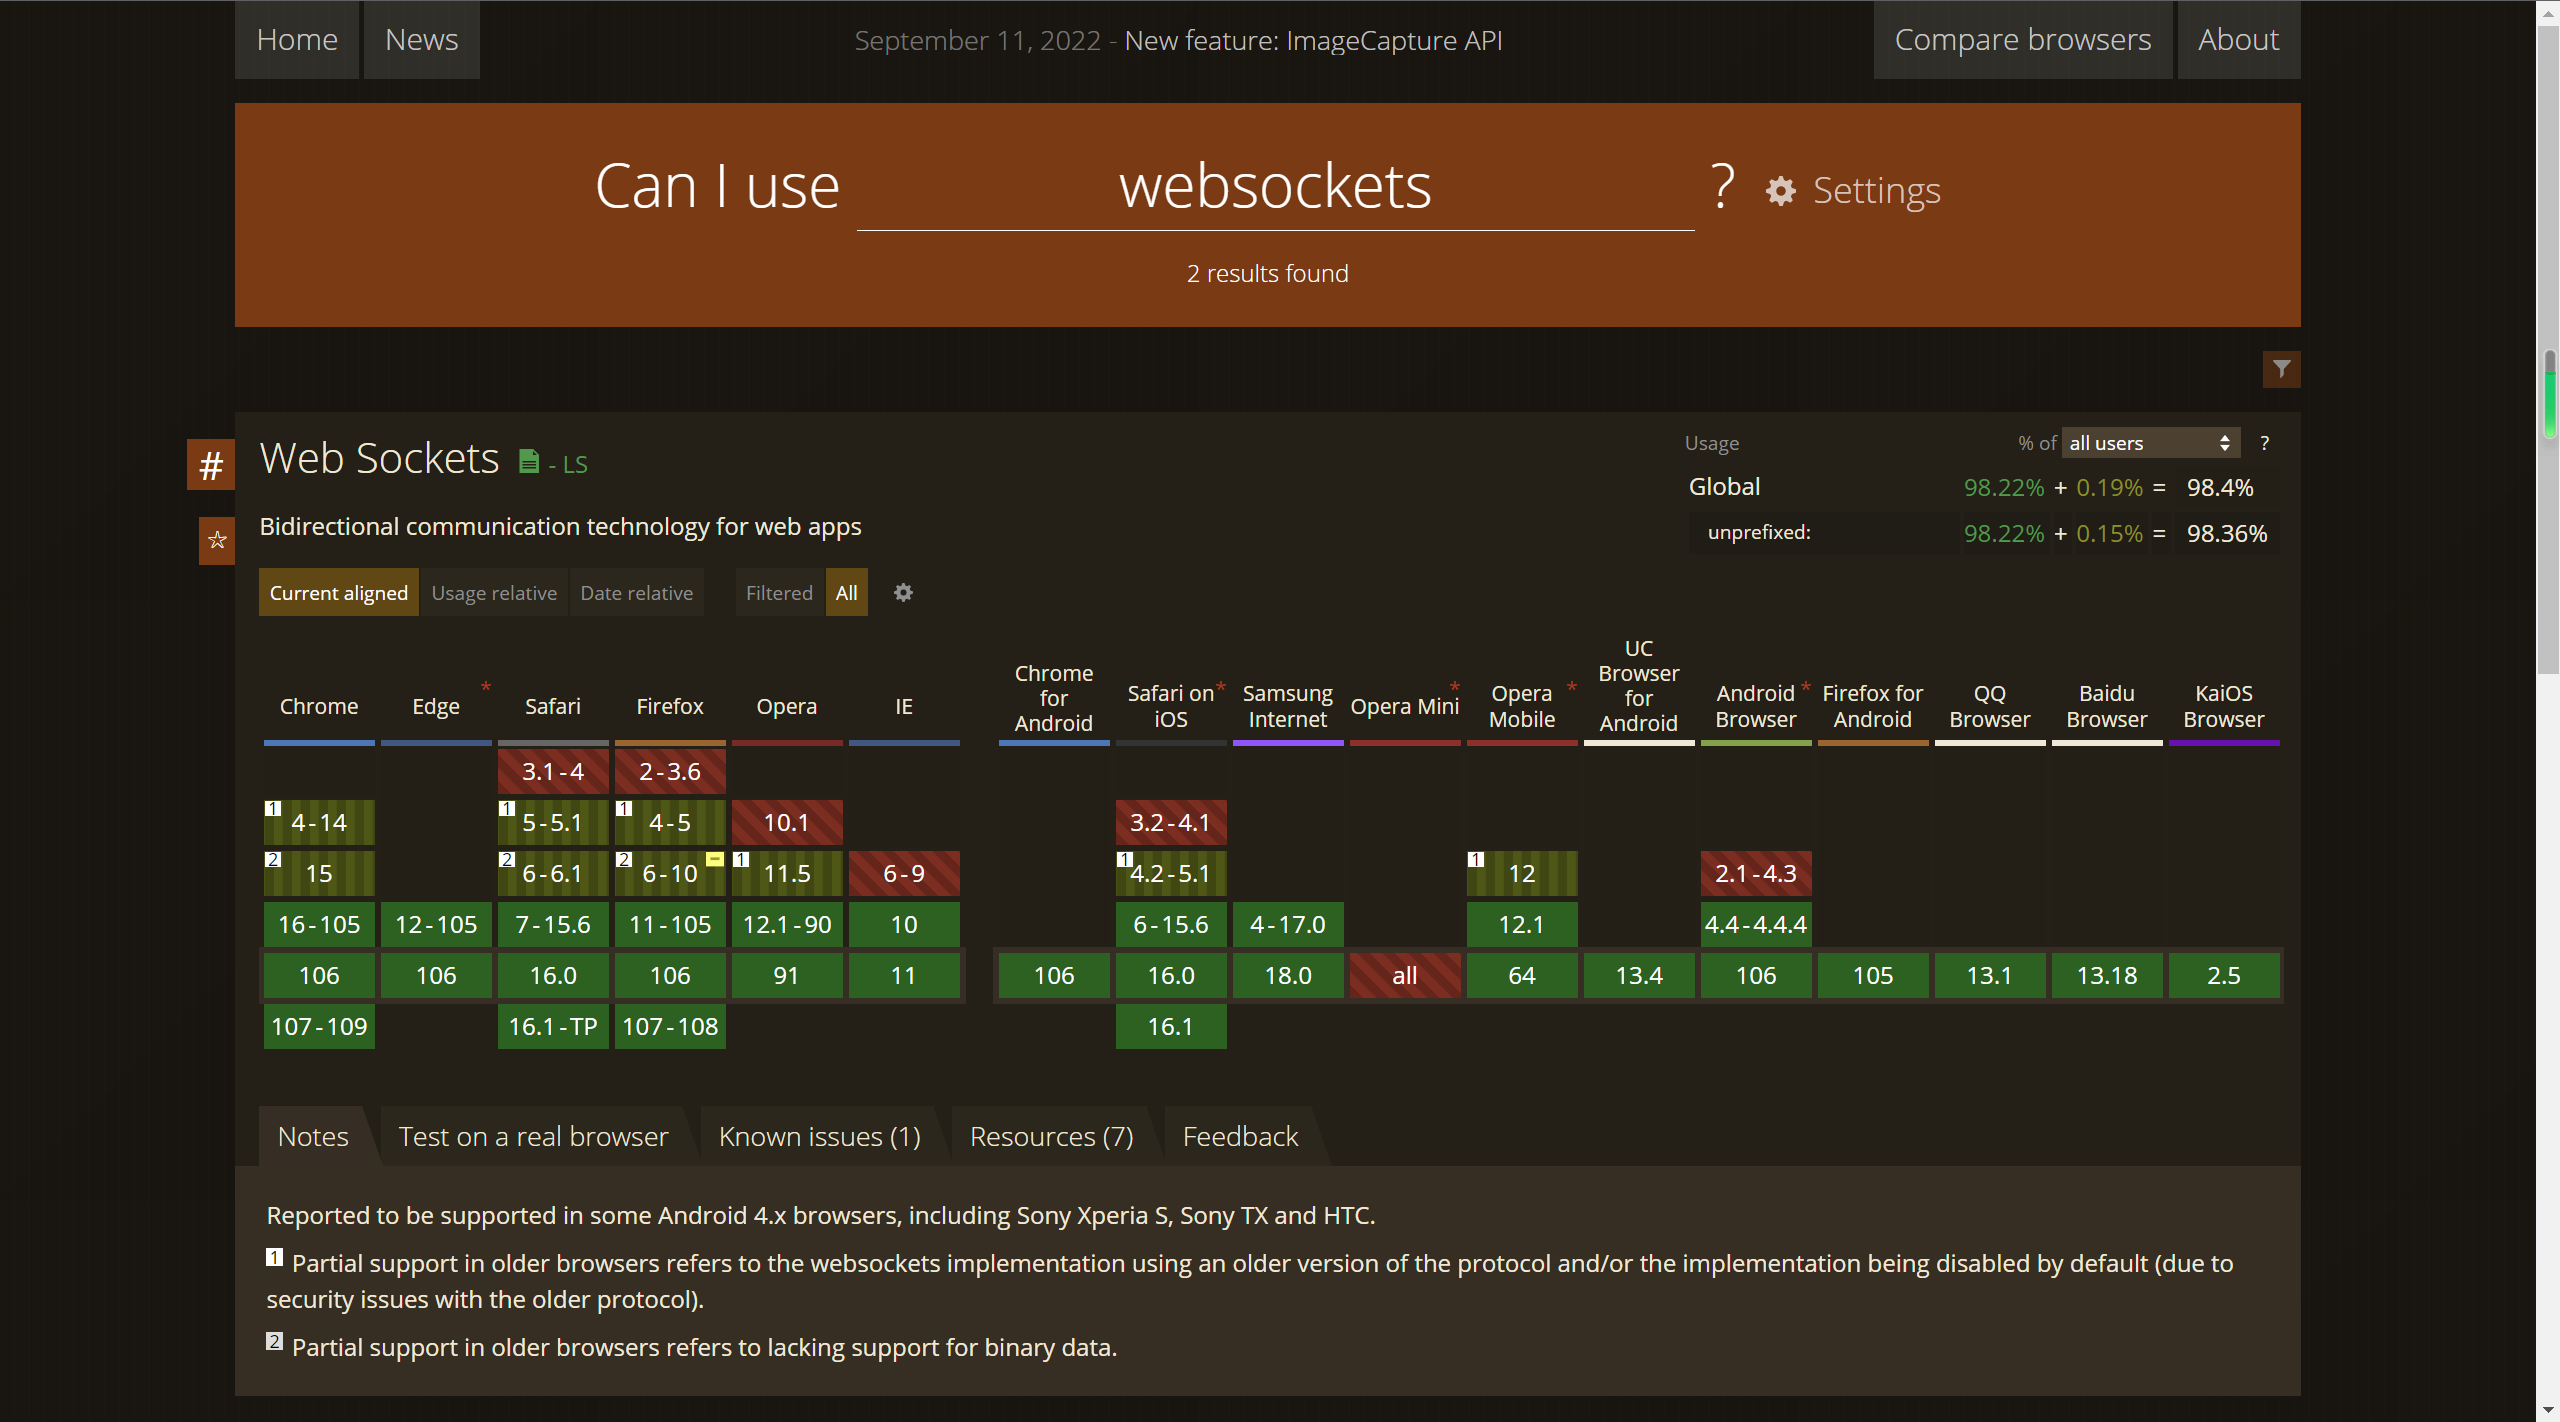 Home News September 11, 2022 - New feature: ImageCapture API Compare browsers About
Can I use websockets ? Settings
2 results found
# Web Sockets - LS
Usage % of all users ?
Global 98.22% + 0.19% = 98.4%
unprefixed: 98.22% + 0.15% = 98.36%
Bidirectional communication technology for web apps
Current aligned Usage relative Date relative Filtered All
Chrome Edge * Safari Firefox Opera IE Chrome for Android Safari on iOS * Samsung Internet Opera Mini * Opera Mobile * UC Browser for Android Android Browser * Firefox for Android QQ Browser Baidu Browser KaiOS Browser
3.1-4 2-3.6
1 4-14 1 5-5.1 1 4-5 10.1 3.2-4.1
2 15 2 6-6.1 2 6-10 1 11.5 6-9 1 4.2-5.1 1 12 2.1-4.3
16-105 12-105 7-15.6 11-105 12.1-90 10 6-15.6 4-17.0 12.1 4.4-4.4.4
106 106 16.0 106 91 11 106 16.0 18.0 all 64 13.4 106 105 13.1 13.18 2.5
107-109 16.1-TP 107-108 16.1
Notes Test on a real browser Known issues (1) Resources (7) Feedback
Reported to be supported in some Android 4.x browsers, including Sony Xperia S, Sony TX and HTC.
1 Partial support in older browsers refers to the websockets implementation using an older version of the protocol and/or the implementation being disabled by default (due to
security issues with the older protocol).
2 Partial support in older browsers refers to lacking support for binary data.